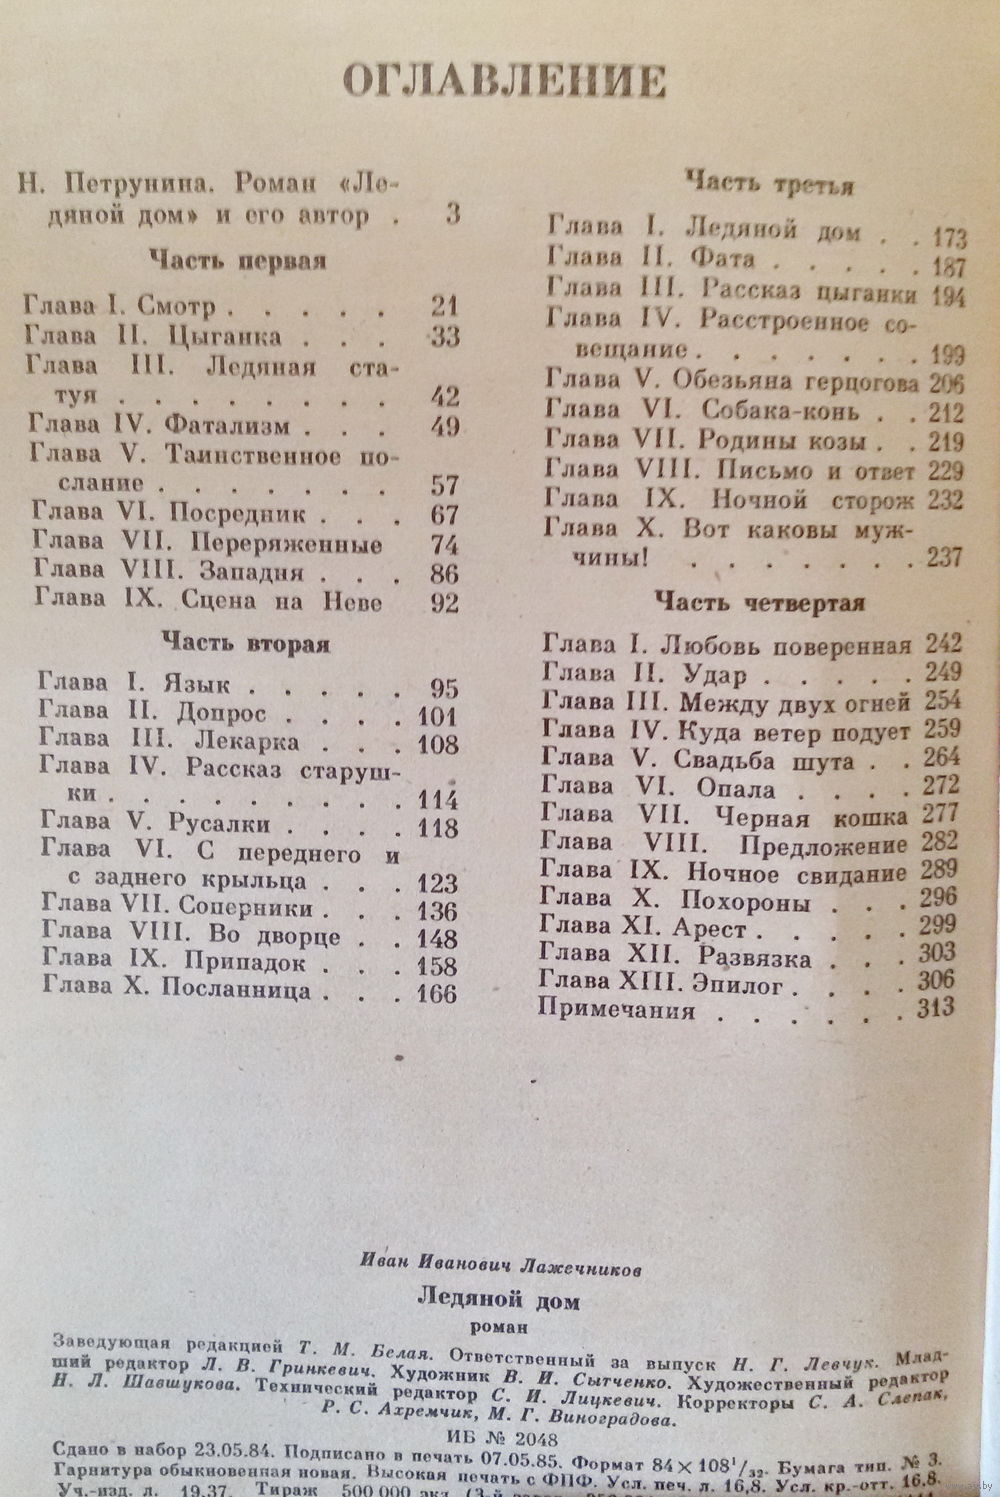 ОГЛАВЛЕНИЕ
Н. Петрунина. Роман «Ле-
дяной дом» и его автор . 3
Часть первая
Глава I. Смотр . . . . . 21
Глава II. Цыганка . . . 33
Глава III. Ледяная ста-
туя . . . . . . . . 42
Глава IV. Фатализм . . . 49
Глава V. Таинственное по-
слание . . . . . . . 57
Глава VI. Посредник . . . 67
Глава VII. Переряженные 74
Глава VIII. Западня . . . 86
Глава IX. Сцена на Неве 92
Часть вторая
Глава I. Язык . . . . . 95
Глава II. Допрос . . . . 101
Глава III. Лекарка . . . 108
Глава IV. Рассказ старуш-
ки . . . . . . . . . 114
Глава V. Русалки . . . . 118
Глава VI. С переднего и
с заднего крыльца . . . 123
Глава VII. Соперники . . . 136
Глава VIII. Во дворце . . 148
Глава IX. Припадок . . . 158
Глава X. Посланница . . . 166
Часть третья
Глава I. Ледяной дом . . 173
Глава II. Фата . . . . . 187
Глава III. Рассказ цыганки 194
Глава IV. Расстроенное со-
вещание . . . . . . . 199
Глава V. Обезьяна герцогова 206
Глава VI. Собака-конь . . 212
Глава VII. Родины козы . . 219
Глава VIII. Письмо и ответ 229
Глава IX. Ночной сторож 232
Глава X. Вот каковы муж-
чины! . . . . . . . 237
Часть четвертая
Глава I. Любовь поверенная 242
Глава II. Удар . . . . . 249
Глава III. Между двух огней 254
Глава IV. Куда ветер подует 259
Глава V. Свадьба шута . . 264
Глава VI. Опала . . . . 272
Глава VII. Черная кошка 277
Глава VIII. Предложение 282
Глава IX. Ночное свидание 289
Глава X. Похороны . . . 296
Глава XI. Арест . . . . . 299
Глава XII. Развязка . . . 303
Глава XIII. Эпилог . . . . 306
Примечания . . . . . . 313
Иван Иванович Лажечников
Ледяной дом
роман
Заведующая редакцией Т. М. Белая. Ответственный за выпуск Н. Г. Левчук. Млад-
ший редактор Л. В. Гринкевич. Художник В. И. Сытченко. Художественный редактор
Н. Л. Шавшукова. Технический редактор С. И. Лицкевич. Корректоры С. А. Слепак,
Р. С. Ахремчик, М. Г. Виноградова.
ИБ № 2048
Сдано в набор 23.05.84. Подписано в печать 07.05.85. Формат 84×108¹/₃₂. Бумага тип. № 3.
Гарнитура обыкновенная новая. Высокая печать с ФПФ. Усл. печ. л. 16,8. Усл. кр.-отт. 16,8.
Уч.-изд. л. 19,37. Тираж 500 000 экз. (3-й